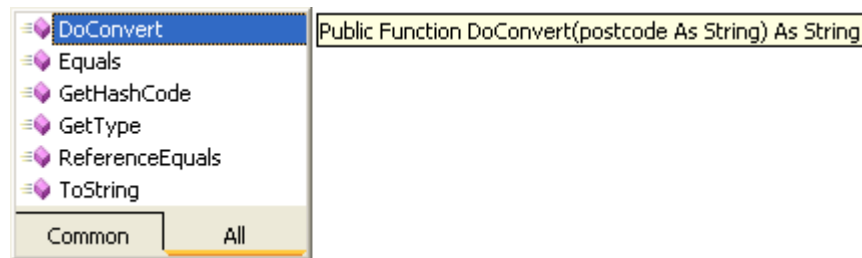 DoConvert
Public Function DoConvert(postcode As String) As String
Equals
GetHashCode
GetType
ReferenceEquals
ToString
Common
All